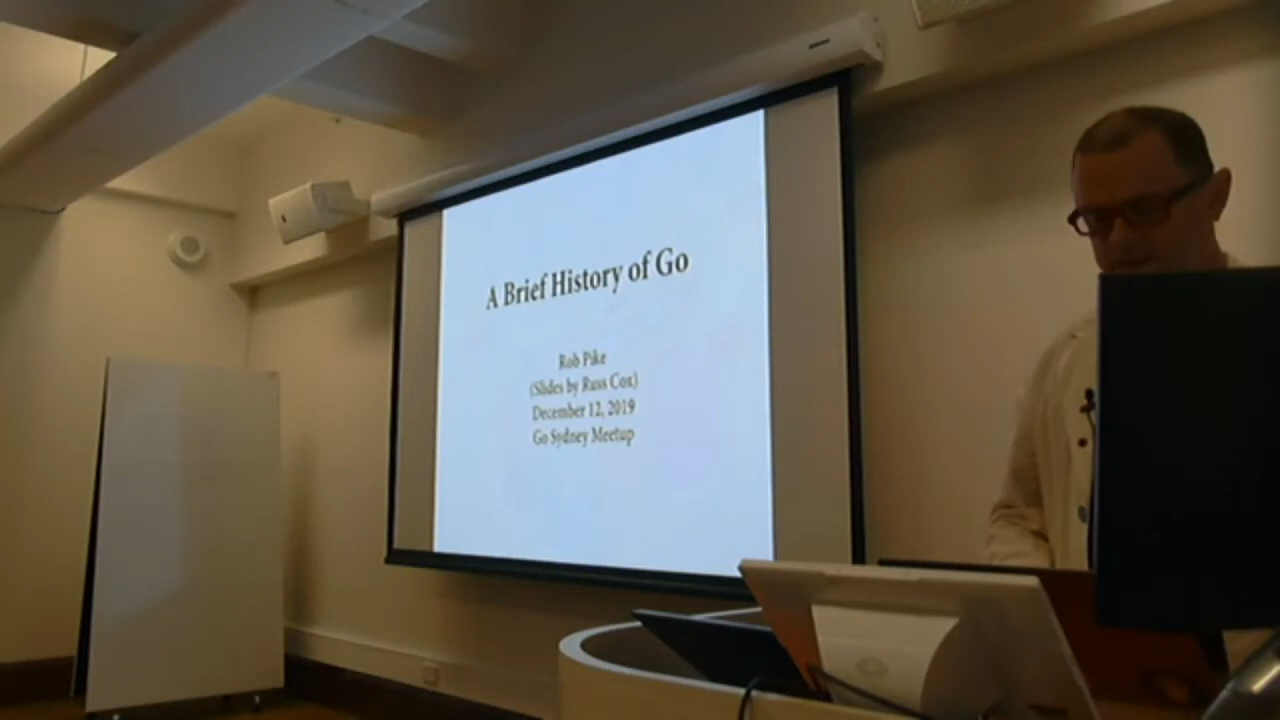 A Brief History of Go
Rob Pike
(Slides by Russ Cox)
December 12, 2019
Go Sydney Meetup